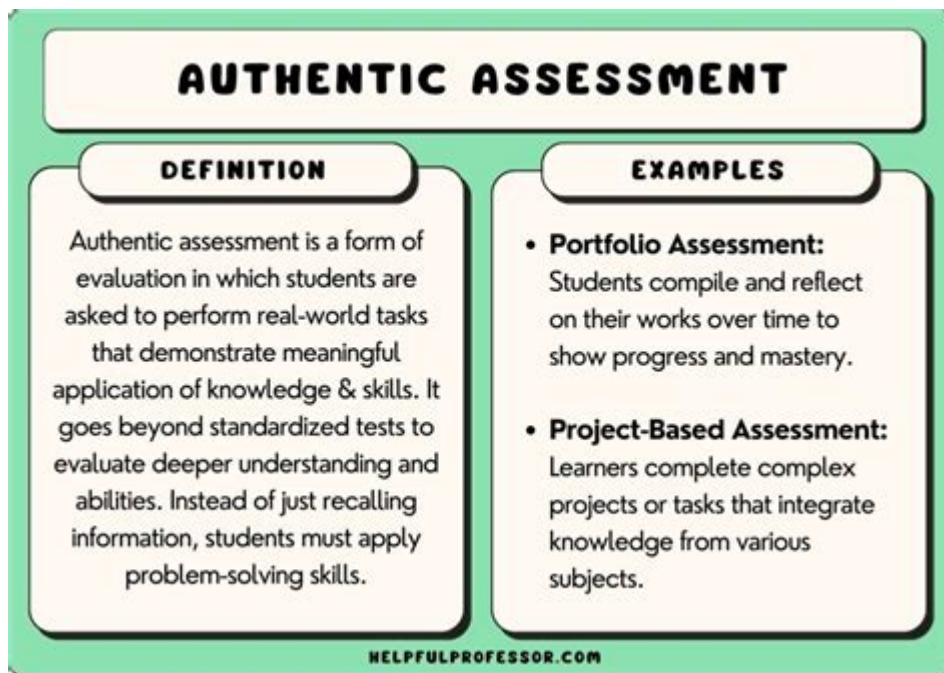 AUTHENTIC ASSESSMENT
DEFINITION
Authentic assessment is a form of
evaluation in which students are
asked to perform real-world tasks
that demonstrate meaningful
application of knowledge & skills. It
goes beyond standardized tests to
evaluate deeper understanding and
abilities. Instead of just recalling
information, students must apply
problem-solving skills.
EXAMPLES
• Portfolio Assessment:
Students compile and reflect
on their works over time to
show progress and mastery.
• Project-Based Assessment:
Learners complete complex
projects or tasks that integrate
knowledge from various
subjects.
HELPFULPROFESSOR.COM